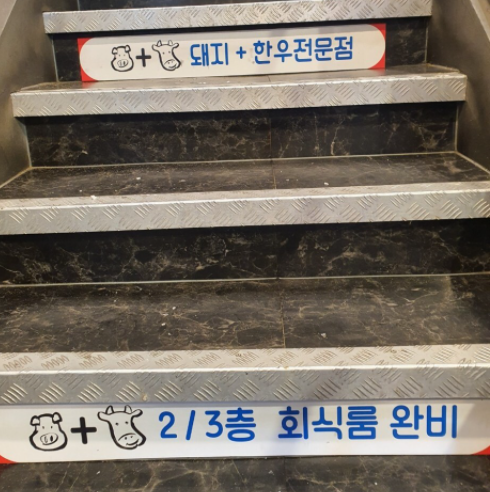 + 돼지 + 한우전문점
+ 2/3층 회식룸 완비